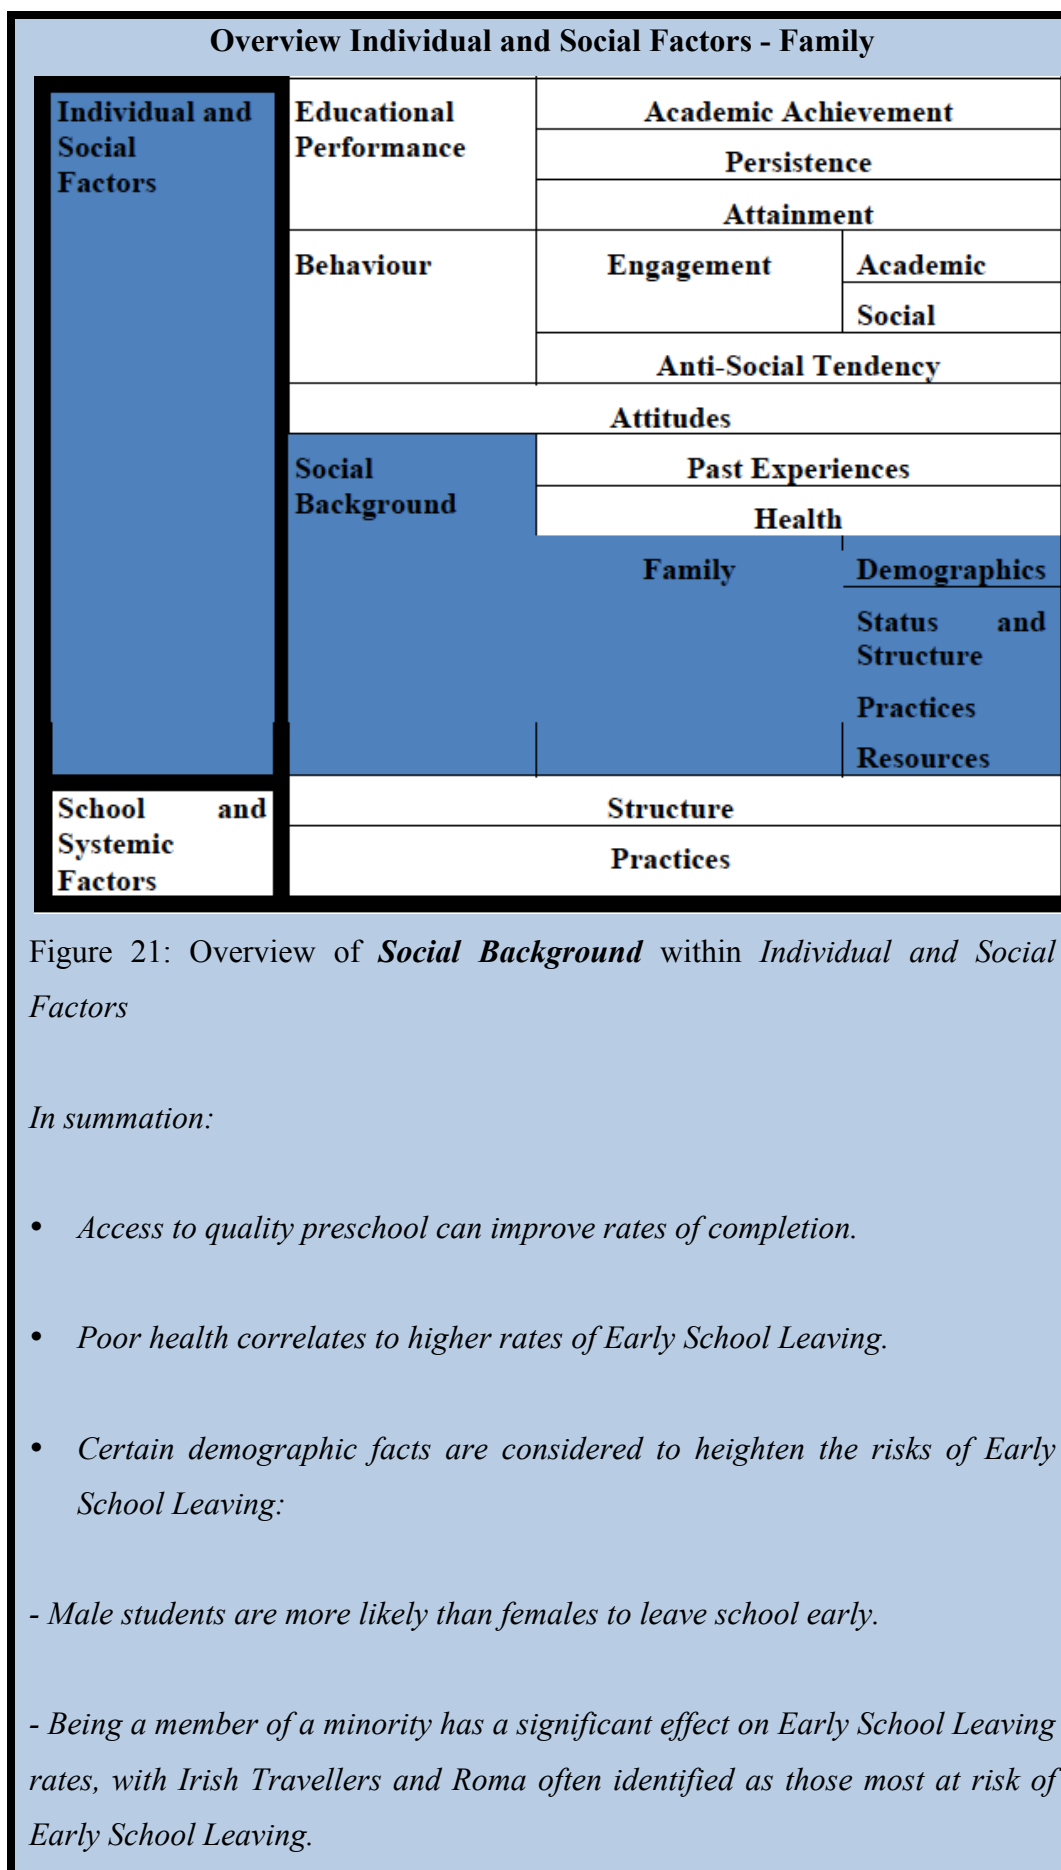 Overview Individual and Social Factors - Family
Individual and
Social
Factors
Educational
Performance
Academic Achievement
Persistence
Attainment
Behaviour
Engagement
Academic
Social
Anti-Social Tendency
Attitudes
Social
Background
Past Experiences
Health
Family
Demographics
Status and
Structure
Practices
Resources
School and
Systemic
Factors
Structure
Practices
Figure 21: Overview of Social Background within Individual and Social
Factors
In summation:
• Access to quality preschool can improve rates of completion.
• Poor health correlates to higher rates of Early School Leaving.
• Certain demographic facts are considered to heighten the risks of Early
School Leaving:
- Male students are more likely than females to leave school early.
- Being a member of a minority has a significant effect on Early School Leaving
rates, with Irish Travellers and Roma often identified as those most at risk of
Early School Leaving.